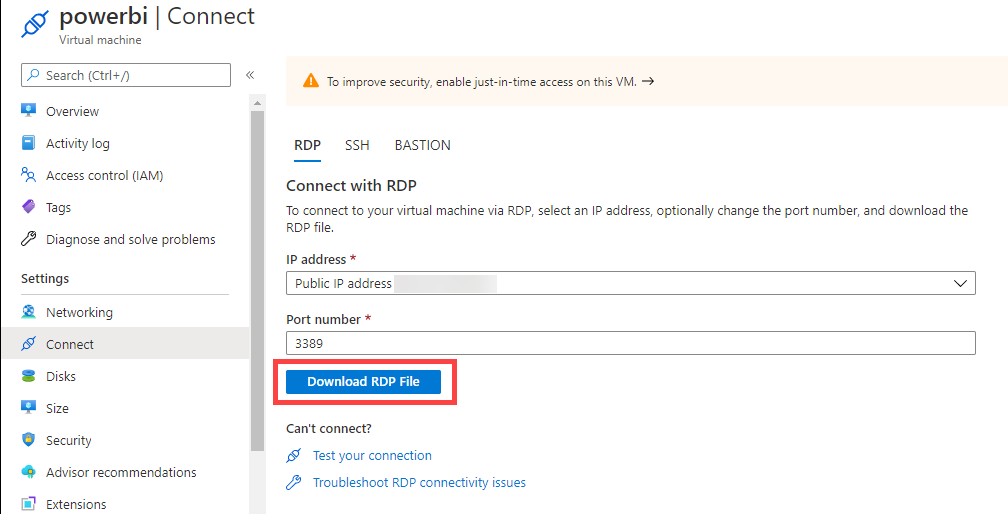 powerbi | Connect
Virtual machine
Search (Ctrl+/)
«
Overview
Activity log
Access control (IAM)
Tags
Diagnose and solve problems
Settings
Networking
Connect
Disks
Size
Security
Advisor recommendations
Extensions
To improve security, enable just-in-time access on this VM. →
RDP SSH BASTION
Connect with RDP
To connect to your virtual machine via RDP, select an IP address, optionally change the port number, and download the
RDP file.
IP address *
Public IP address
Port number *
3389
Download RDP File
Can't connect?
Test your connection
Troubleshoot RDP connectivity issues